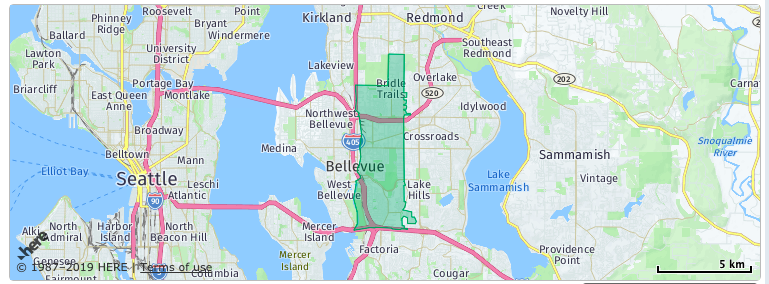 Roosevelt
Point
Kirkland
Redmond
Creek
Novelty Hill
Phinney
Ridge
Bryant
Ballard
Windermere
University
District
Southeast
Redmond
Lawton
Park
Lakeview
Overlake
202
Portage Bay
Bridle
Trails
Carna
Briarcliff
East Queen
Anne
Montlake
520
Idylwood
Northwest
Bellevue
Broadway
405
Crossroads
Snoqualmie
River
Belltown
Mann
Medina
Sammamish
Elliot Bay
Seattle
Bellevue
Lake
Sammamish
Vintage
Leschi
Atlantic
West
Bellevue
Lake
Hills
90
Alki
North
Admiral
Harbor
Island
North
Beacon Hill
Mercer
Island
here
Factoria
Providence
Point
Mercer
Island
Genesee
© 1987–2019 HERE | Terms of use
Columbia
Cougar
5 km
Fairmount